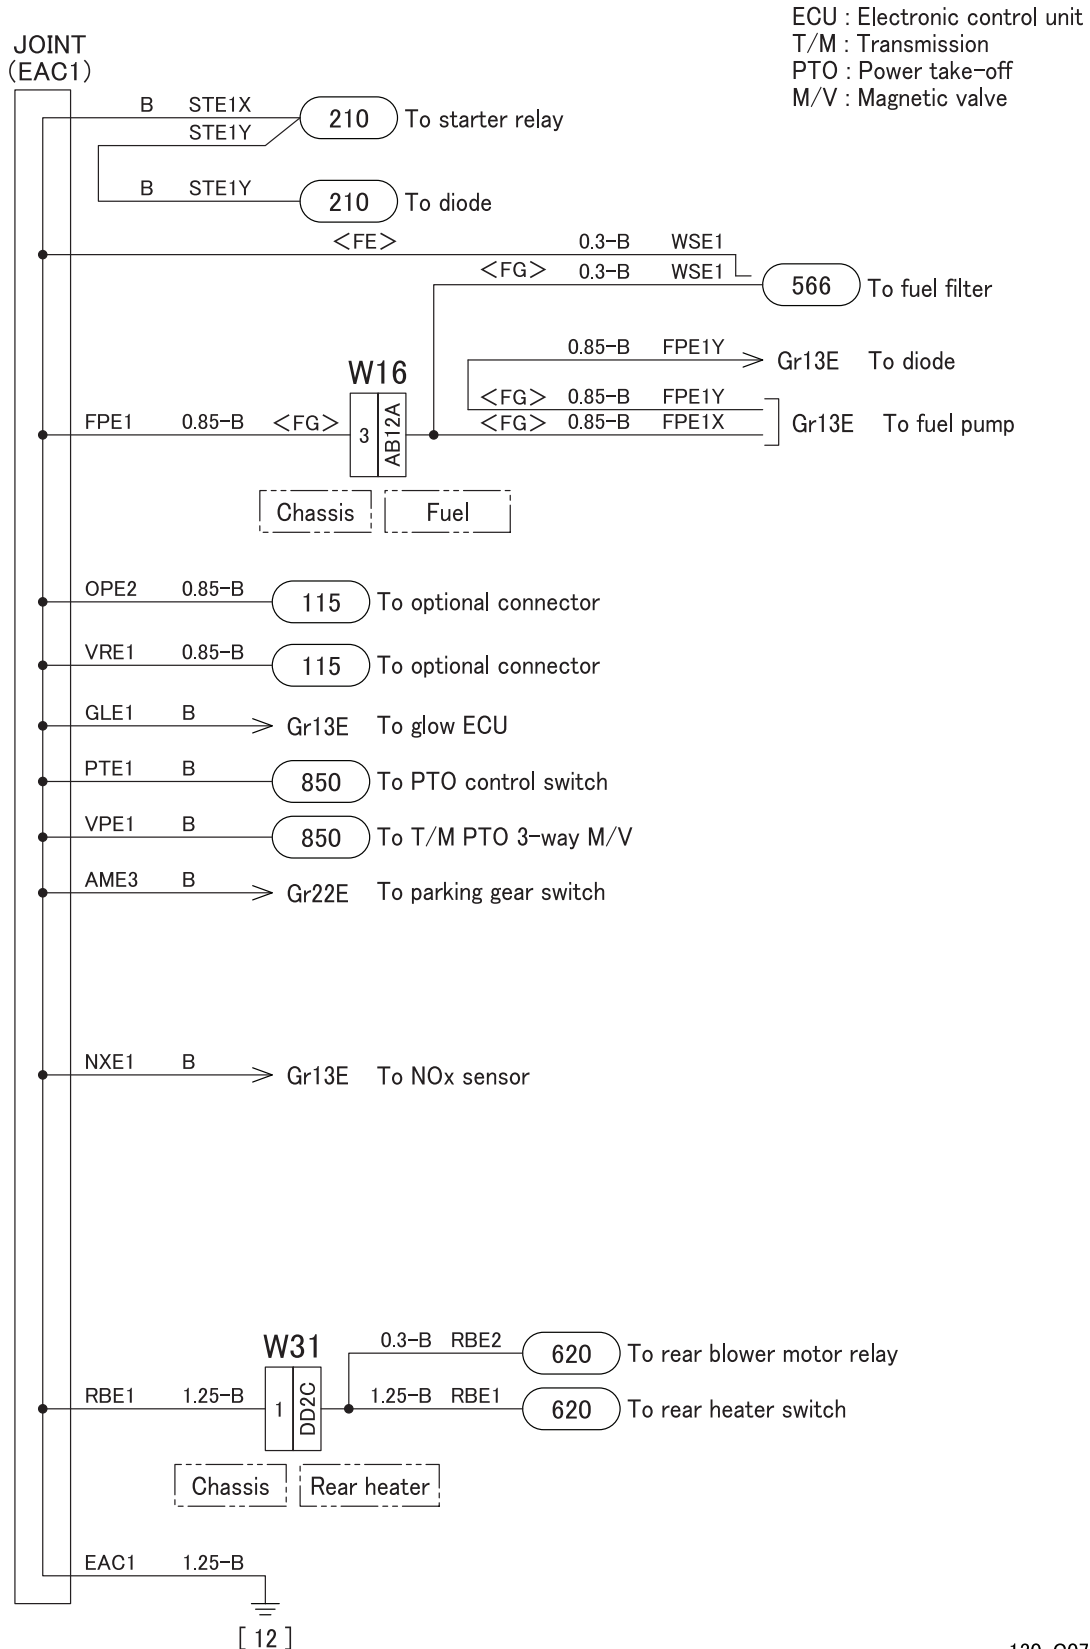 ECU : Electronic control unit
T/M : Transmission
PTO : Power take-off
M/V : Magnetic valve
JOINT
(EAC1)
B STE1X 210 To starter relay
STE1Y
B STE1Y 210 To diode
<FE> 0.3-B WSE1
<FG> 0.3-B WSE1 566 To fuel filter
0.85-B FPE1Y Gr13E To diode
W16
<FG> 0.85-B FPE1Y
FPE1 0.85-B <FG> 3 AB12A <FG> 0.85-B FPE1X Gr13E To fuel pump
Chassis Fuel
OPE2 0.85-B 115 To optional connector
VRE1 0.85-B 115 To optional connector
GLE1 B Gr13E To glow ECU
PTE1 B 850 To PTO control switch
VPE1 B 850 To T/M PTO 3-way M/V
AME3 B Gr22E To parking gear switch
NXE1 B Gr13E To NOx sensor
W31 0.3-B RBE2 620 To rear blower motor relay
RBE1 1.25-B 1 DD2C 1.25-B RBE1 620 To rear heater switch
Chassis Rear heater
EAC1 1.25-B
[ 12 ]